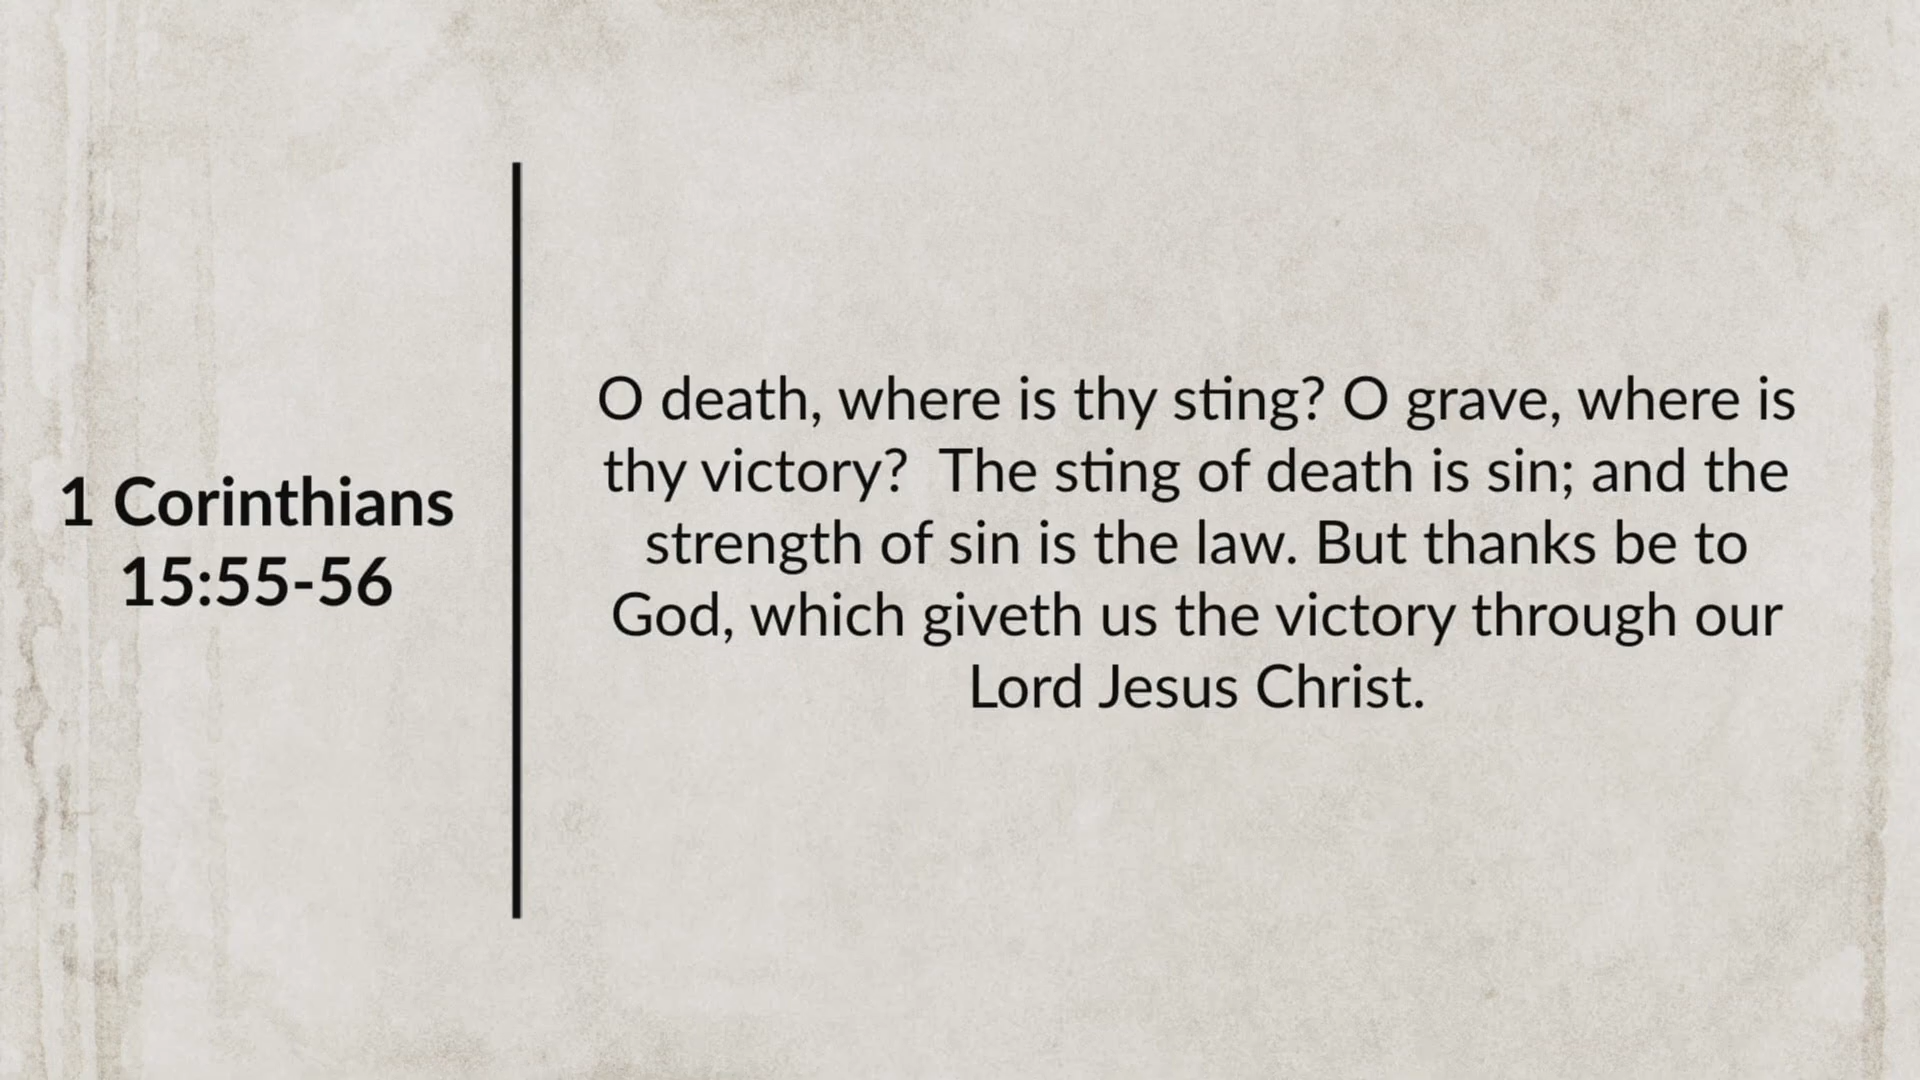 1 Corinthians
15:55-56
O death, where is thy sting? O grave, where is
thy victory?  The sting of death is sin; and the
strength of sin is the law. But thanks be to
God, which giveth us the victory through our
Lord Jesus Christ.